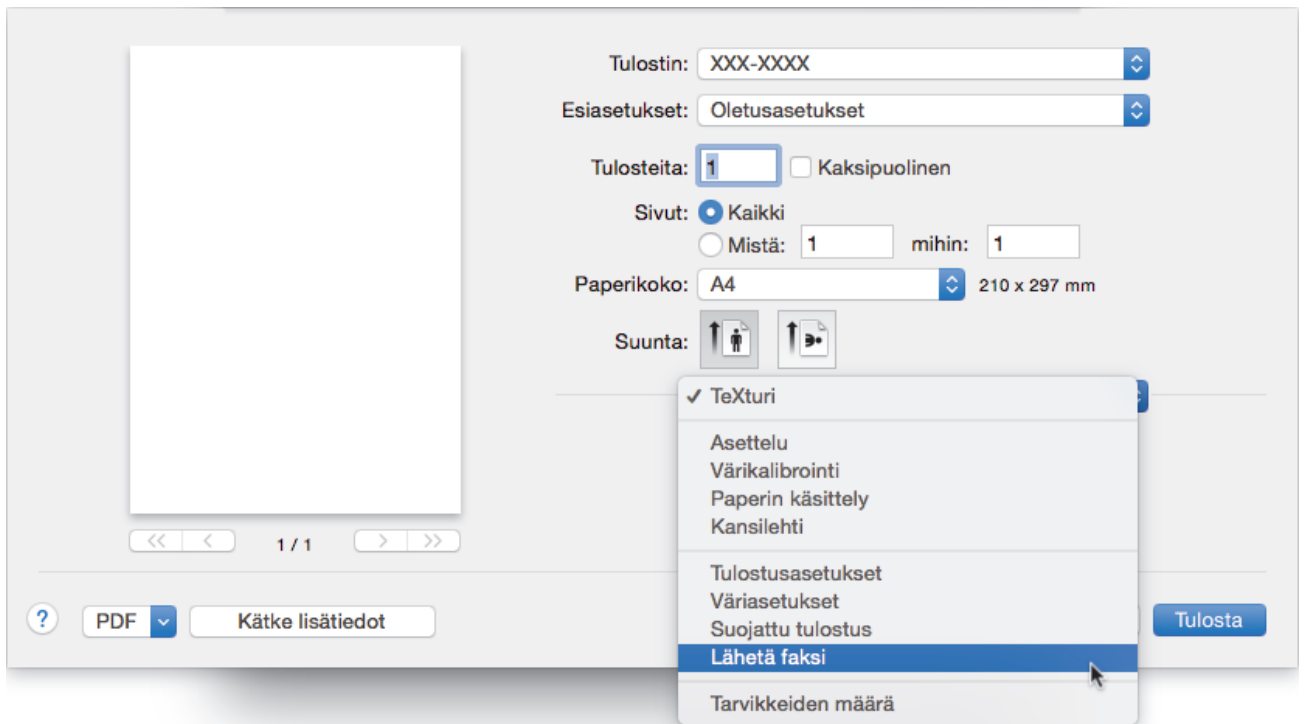 Tulostin: XXX-XXXX
Esiasetukset: Oletusasetukset
Tulosteita: 1 Kaksipuolinen
Sivut: Kaikki
Mistä: 1 mihin: 1
Paperikoko: A4 210 x 297 mm
Suunta:
✓ TeXturi
Asettelu
Värikalibrointi
Paperin käsittely
Kansilehti
<< < 1 / 1 > >>
Tulostusasetukset
Väriasetukset
Suojattu tulostus
Lähetä faksi
Tarvikkeiden määrä
? PDF Kätke lisätiedot Tulosta